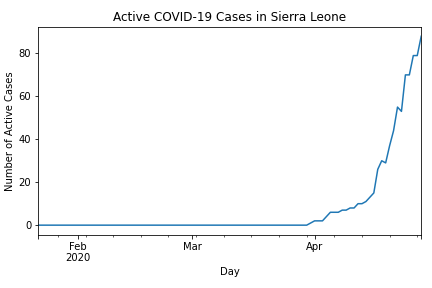 Active COVID-19 Cases in Sierra Leone
Number of Active Cases
80
60
40
20
0
Feb
2020
Mar
Apr
Day